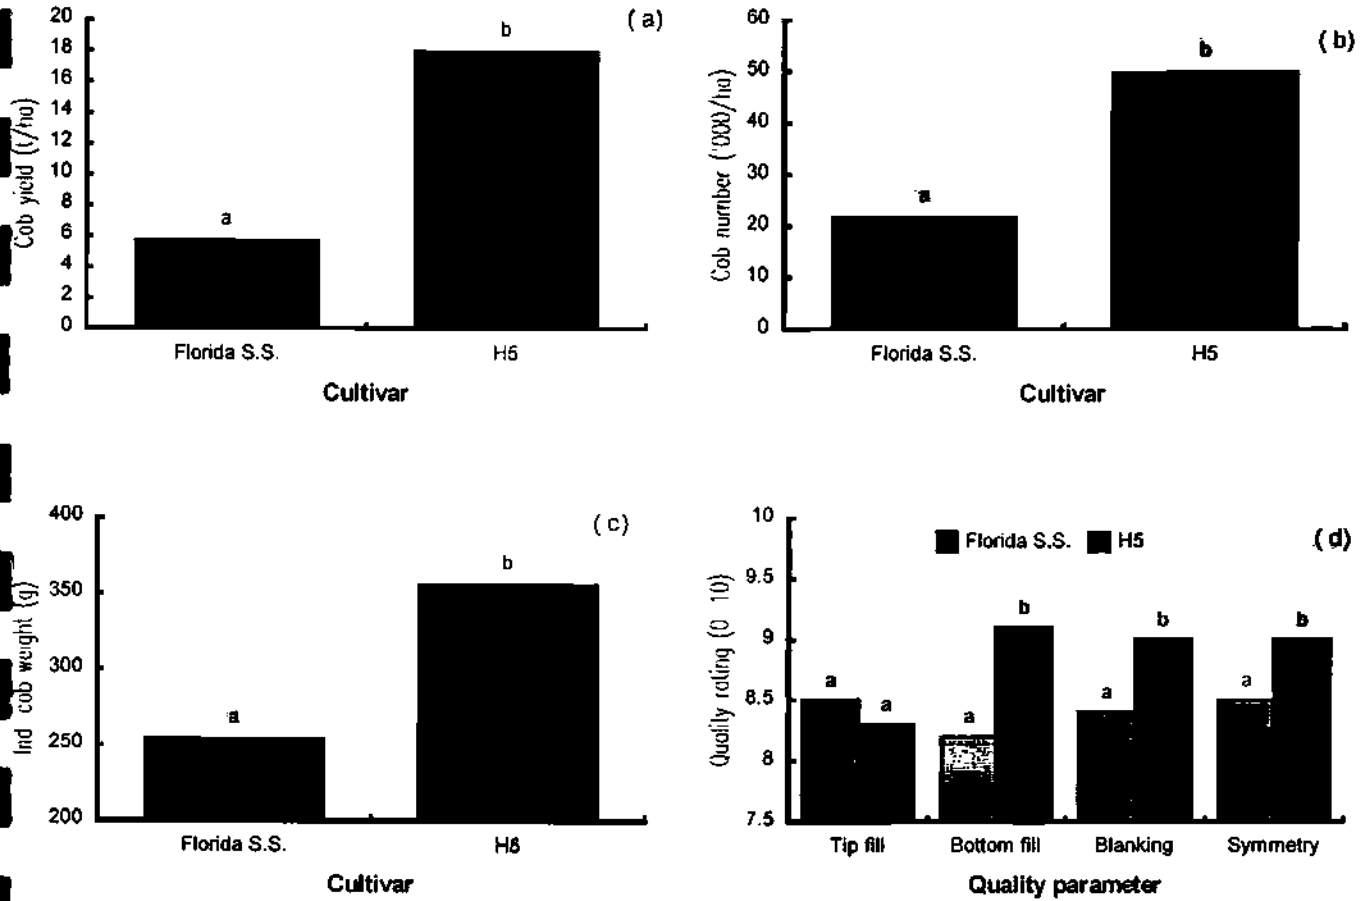 ( a )
20
18
16
14
12
10
8
6
4
2
0
Cob yield (t/ha)
a
b
Florida S.S.
H5
Cultivar
( b )
60
50
40
30
20
10
0
Cob number ('000/ha)
a
b
Florida S.S.
H5
Cultivar
( c )
400
350
300
250
200
Ind cob weight (g)
a
b
Florida S.S.
H5
Cultivar
( d )
Florida S.S. H5
10
9.5
9
8.5
8
7.5
Quality rating (0 10)
a a a b a b a b
Tip fill Bottom fill Blanking Symmetry
Quality parameter